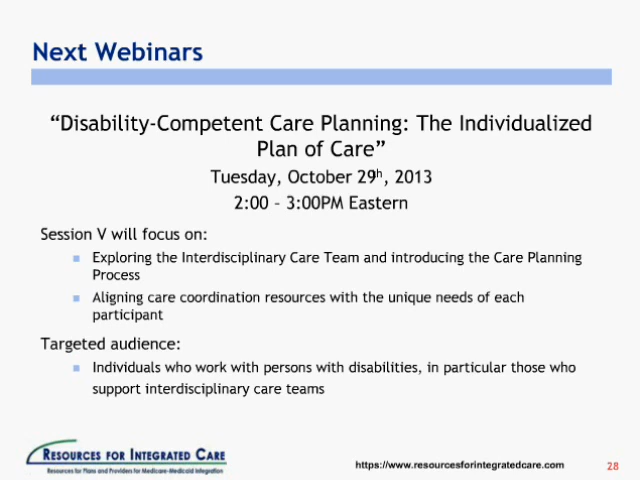 Next Webinars
“Disability-Competent Care Planning: The Individualized
Plan of Care”
Tuesday, October 29h, 2013
2:00 – 3:00PM Eastern
Session V will focus on:
Exploring the Interdisciplinary Care Team and introducing the Care Planning
Process
Aligning care coordination resources with the unique needs of each
participant
Targeted audience:
Individuals who work with persons with disabilities, in particular those who
support interdisciplinary care teams
RESOURCES FOR INTEGRATED CARE
Resources for Plans and Providers for Medicare-Medicaid Integration
https://www.resourcesforintegratedcare.com
28